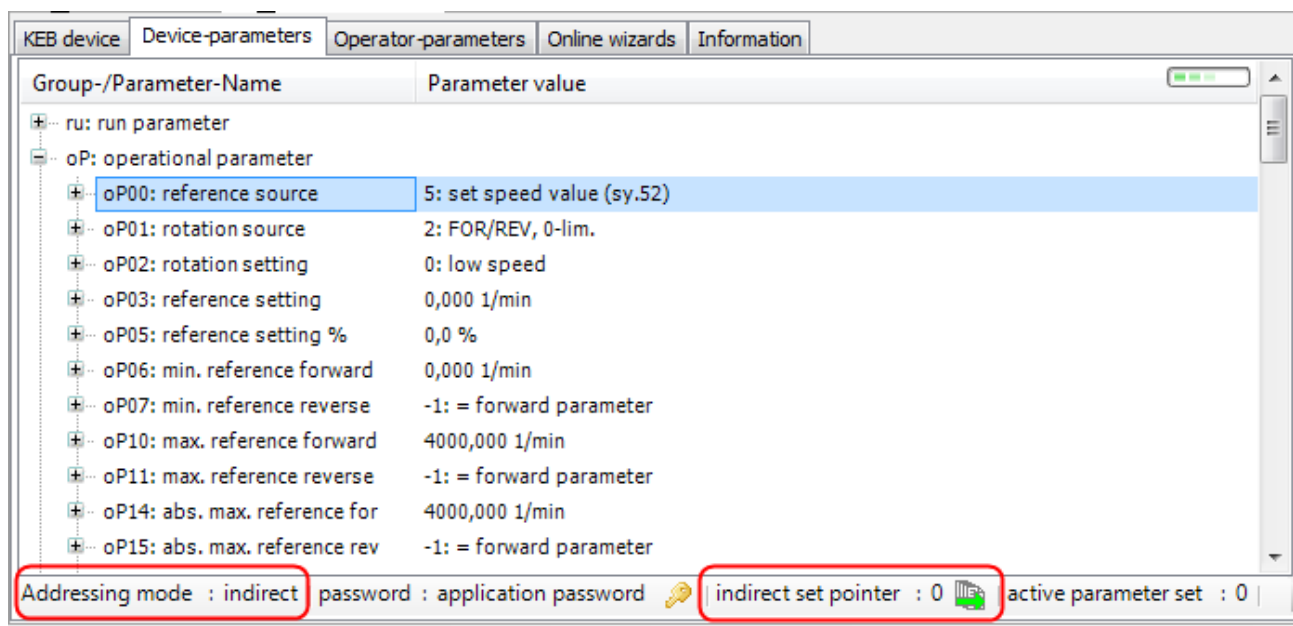 KEB device Device-parameters Operator-parameters Online wizards Information
Group-/Parameter-Name Parameter value
ru: run parameter
oP: operational parameter
oP00: reference source 5: set speed value (sy.52)
oP01: rotation source 2: FOR/REV, 0-lim.
oP02: rotation setting 0: low speed
oP03: reference setting 0,000 1/min
oP05: reference setting % 0,0 %
oP06: min. reference forward 0,000 1/min
oP07: min. reference reverse -1: = forward parameter
oP10: max. reference forward 4000,000 1/min
oP11: max. reference reverse -1: = forward parameter
oP14: abs. max. reference for 4000,000 1/min
oP15: abs. max. reference rev -1: = forward parameter
Addressing mode : indirect password : application password | indirect set pointer : 0 active parameter set : 0 |